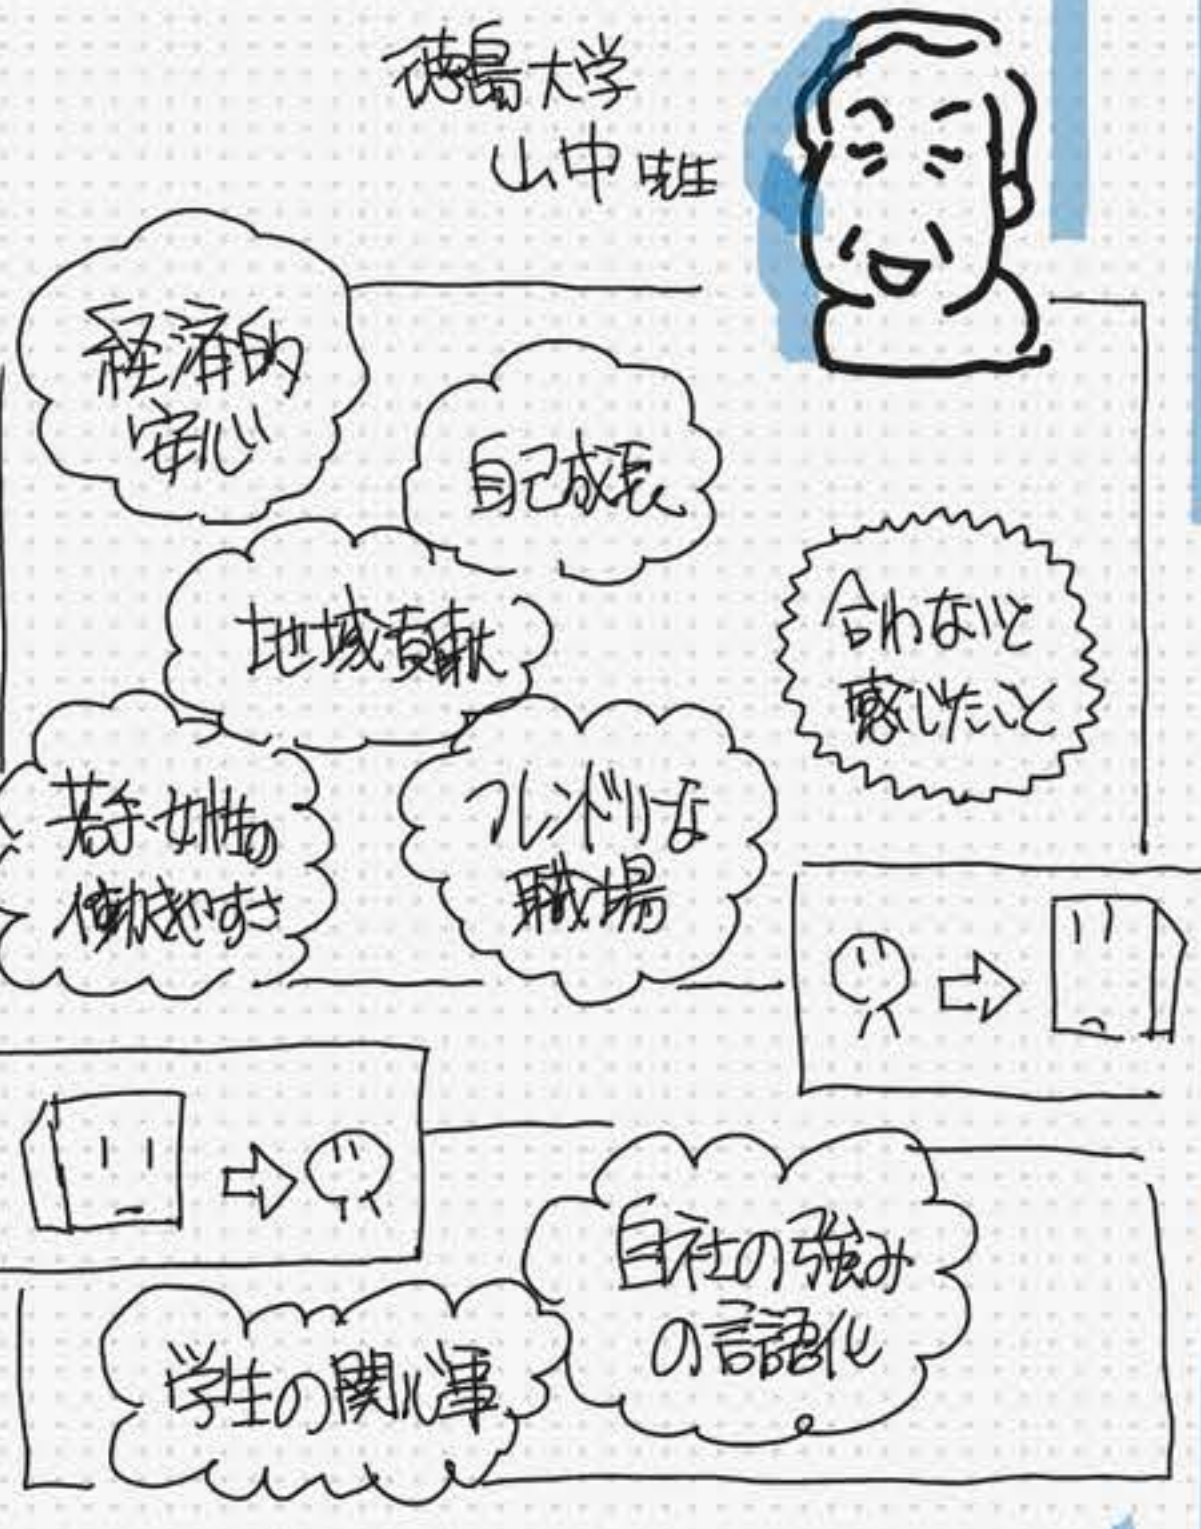 徳島大学
山中先生
経済的
安心
自己成長
地域貢献
合わないと
感じたこと
若手・女性の
働きやすさ
フレンドリーな
職場
自社の強み
の言語化
学生の関心事